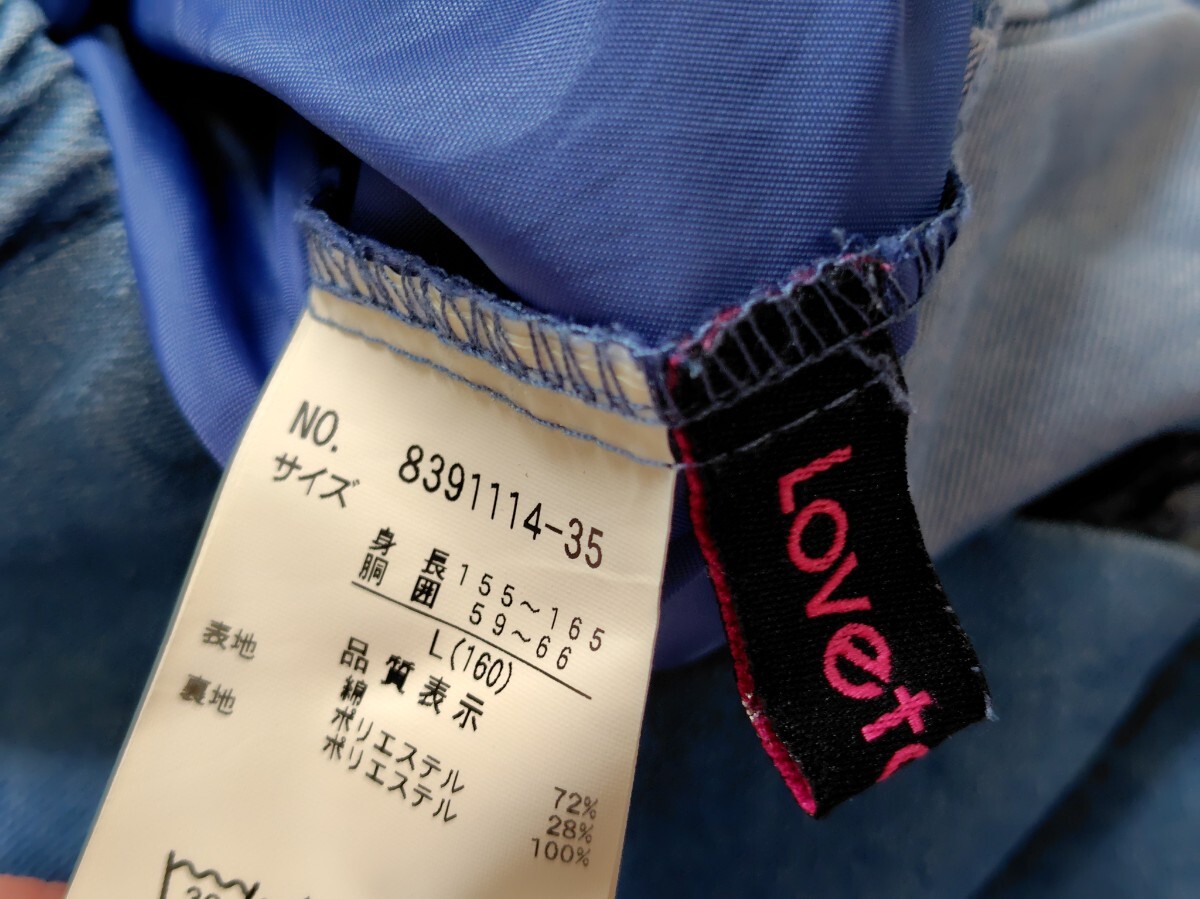 NO. 8391114-35
サイズ
身長 155~165
胴囲 59~66
L(160)
品質表示
表地 綿 72%
ポリエステル 28%
裏地 ポリエステル 100%
Lovet